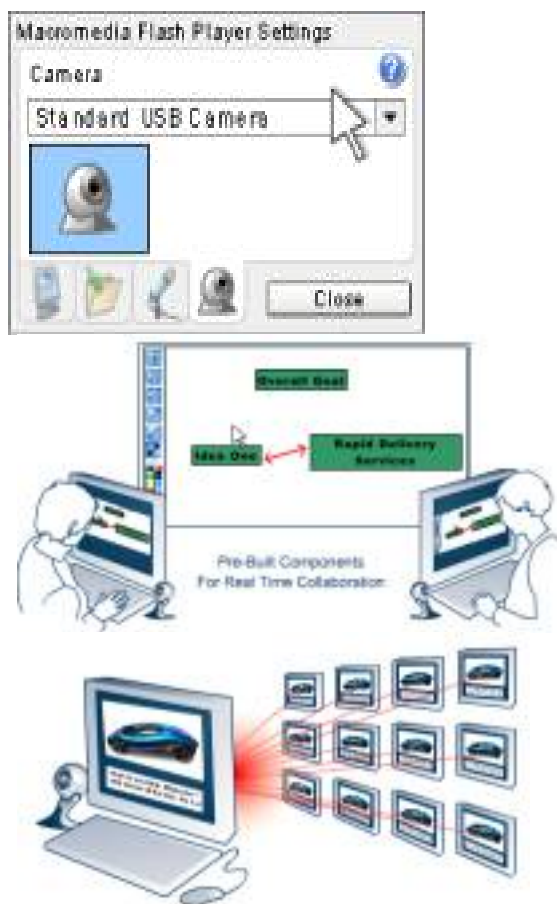 Macromedia Flash Player Settings
Camera
?
Standard USB Camera
Close
Overall Goal
Idea One
Rapid Delivery
Services
Pre-Built Components
For Real Time Collaboration